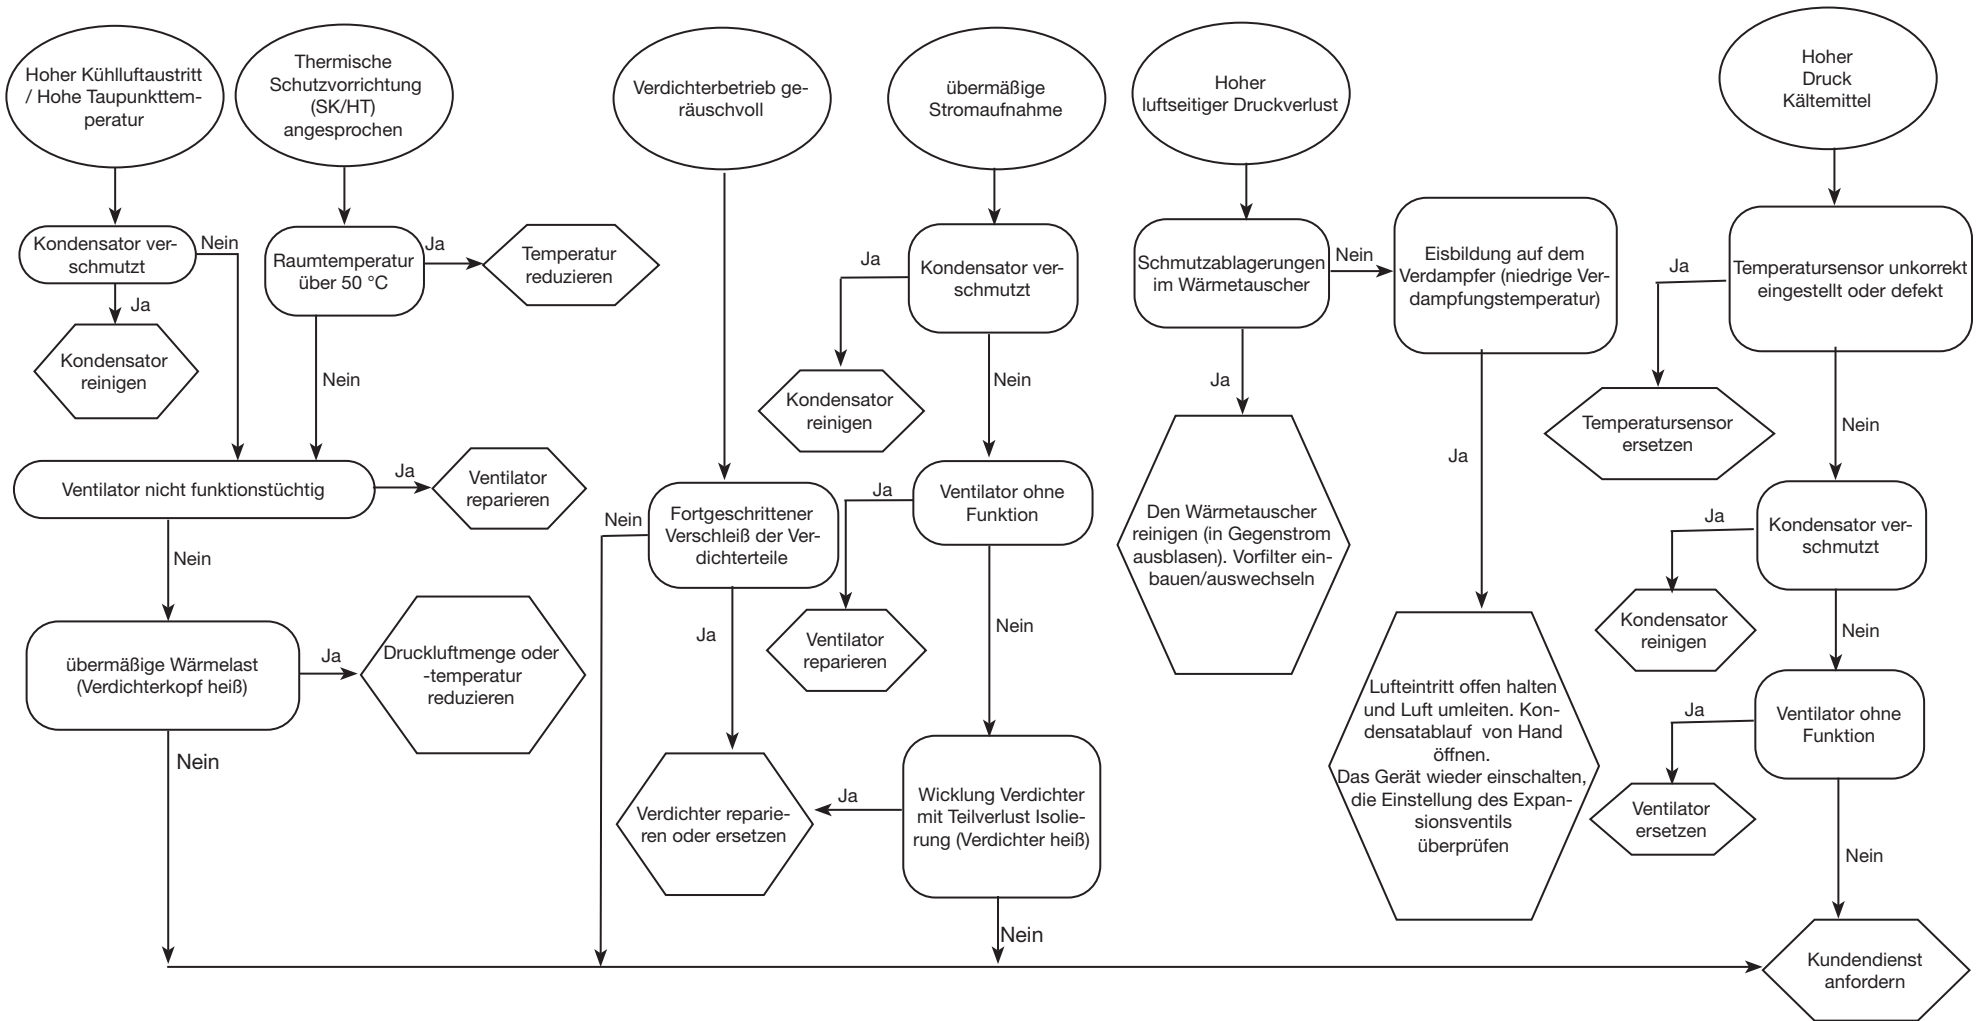 Hoher Kühlluftaustritt
/ Hohe Taupunkttem-
peratur
Thermische
Schutzvorrichtung
(SK/HT)
angesprochen
Verdichterbetrieb ge-
räuschvoll
übermäßige
Stromaufnahme
Hoher
luftseitiger Druckverlust
Hoher
Druck
Kältemittel
Kondensator ver-
schmutzt
Nein
Ja
Kondensator
reinigen
Raumtemperatur
über 50 °C
Ja
Temperatur
reduzieren
Nein
Ventilator nicht funktionstüchtig
Ja
Ventilator
reparieren
Nein
übermäßige Wärmelast
(Verdichterkopf heiß)
Ja
Druckluftmenge oder
-temperatur
reduzieren
Nein
Fortgeschrittener
Verschleiß der Ver-
dichterteile
Nein
Ja
Verdichter reparie-
ren oder ersetzen
Kondensator ver-
schmutzt
Ja
Kondensator
reinigen
Nein
Ventilator ohne
Funktion
Ja
Ventilator
reparieren
Nein
Wicklung Verdichter
mit Teilverlust Isolie-
rung (Verdichter heiß)
Ja
Nein
Schmutzablagerungen
im Wärmetauscher
Nein
Ja
Den Wärmetauscher
reinigen (in Gegenstrom
ausblasen). Vorfilter ein-
bauen/auswechseln
Eisbildung auf dem
Verdampfer (niedrige Ver-
dampfungstemperatur)
Ja
Lufteintritt offen halten
und Luft umleiten. Kon-
densatablauf von Hand
öffnen.
Das Gerät wieder einschalten,
die Einstellung des Expan-
sionsventils
überprüfen
Temperatursensor unkorrekt
eingestellt oder defekt
Ja
Temperatursensor
ersetzen
Nein
Kondensator ver-
schmutzt
Ja
Kondensator
reinigen
Nein
Ventilator ohne
Funktion
Ja
Ventilator
ersetzen
Nein
Kundendienst
anfordern